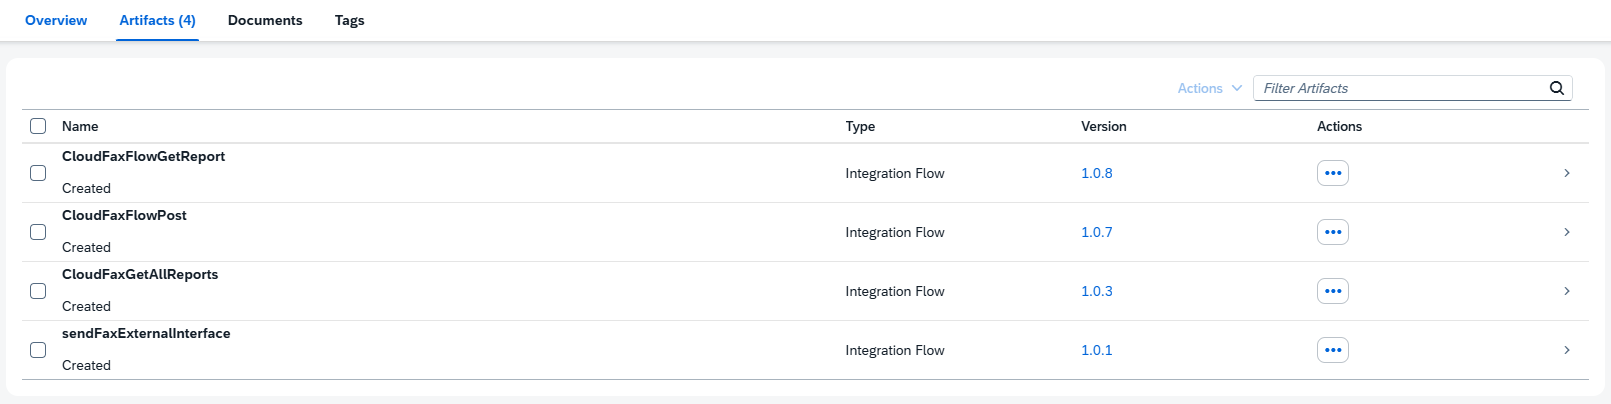 Overview Artifacts (4) Documents Tags
Actions Filter Artifacts
Name Type Version Actions
CloudFaxFlowGetReport
Integration Flow 1.0.8
Created
CloudFaxFlowPost
Integration Flow 1.0.7
Created
CloudFaxGetAllReports
Integration Flow 1.0.3
Created
sendFaxExternalInterface
Integration Flow 1.0.1
Created